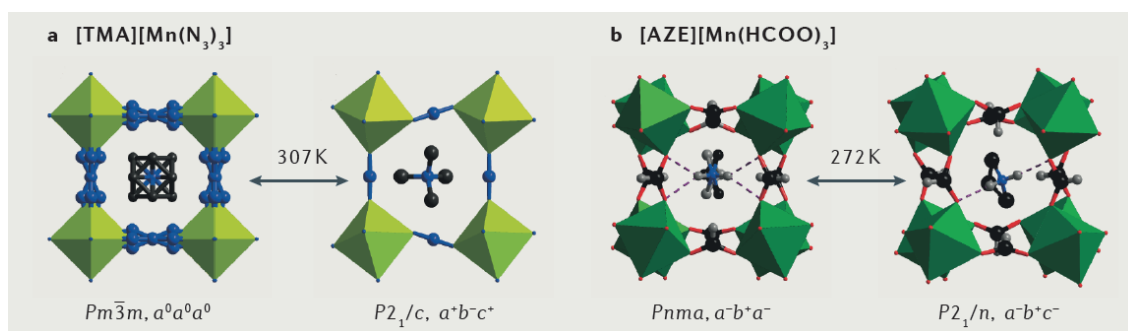 a [TMA][Mn(N₃)₃]
b [AZE][Mn(HCOO)₃]
307K
272K
Pm3̅m, a⁰a⁰a⁰
P2₁/c, a⁺b⁻c⁺
Pnma, a⁻b⁺a⁻
P2₁/n, a⁻b⁺c⁻